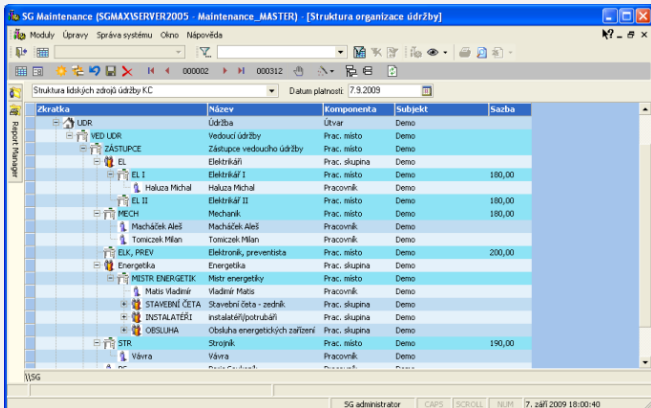 SG Maintenance (SGMAX\SERVER2005 - Maintenance_MASTER) - [Struktura organizace údržby]
Moduly Úpravy Správa systému Okno Nápověda
000002 000312
Struktura lidských zdrojů údržby KC Datum platnosti: 7.9.2009
Report Manager
Zkratka Název Komponenta Subjekt Sazba
UDR Údržba Útvar Demo
VED UDR Vedoucí údržby Prac. místo Demo
ZÁSTUPCE Zástupce vedoucího údržby Prac. místo Demo
EL Elektrikáři Prac. skupina Demo
EL I Elektrikář I Prac. místo Demo 180,00
Haluza Michal Haluza Michal Pracovník Demo
EL II Elektrikář II Prac. místo Demo 180,00
MECH Mechanik Prac. místo Demo 180,00
Macháček Aleš Macháček Aleš Pracovník Demo
Tomiczek Milan Tomiczek Milan Pracovník Demo
ELK, PREV Elektronik, preventista Prac. místo Demo 200,00
Energetika Energetika Prac. skupina Demo
MISTR ENERGETIK Mistr energetiky Prac. místo Demo
Matis Vladimír Vladimír Matis Pracovník Demo
STAVEBNÍ ČETA Stavební četa - zedník Prac. skupina Demo
INSTALATÉŘI instalatéři/potrubáři Prac. skupina Demo
OBSLUHA Obsluha energetických zařízení Prac. skupina Demo
STR Strojník Prac. místo Demo 190,00
Vávra Vávra Pracovník Demo
\\SG
SG administrator CAPS SCROLL NUM 7. září 2009 18:00:40